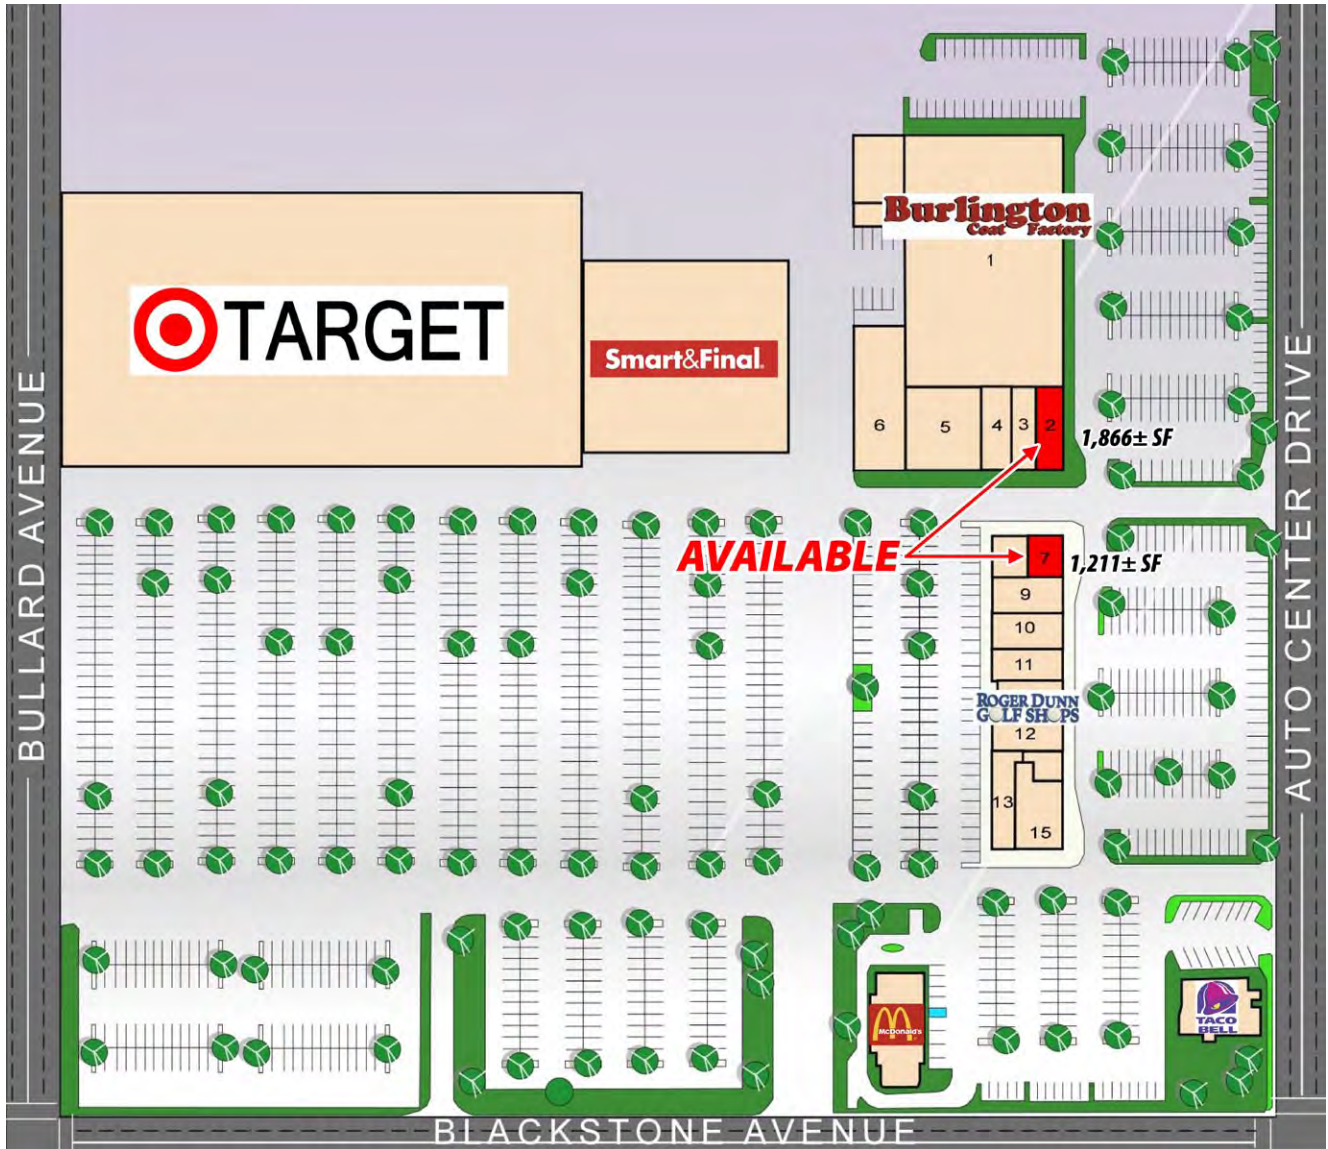 Burlington
Coat Factory
1
TARGET
Smart&Final.
6
5
4
3
2
1,866± SF
AVAILABLE
7
1,211± SF
9
10
11
ROGER DUNN
GOLF SHOPS
12
13
15
McDonald's
TACO
BELL
BULLARD AVENUE
AUTO CENTER DRIVE
BLACKSTONE AVENUE